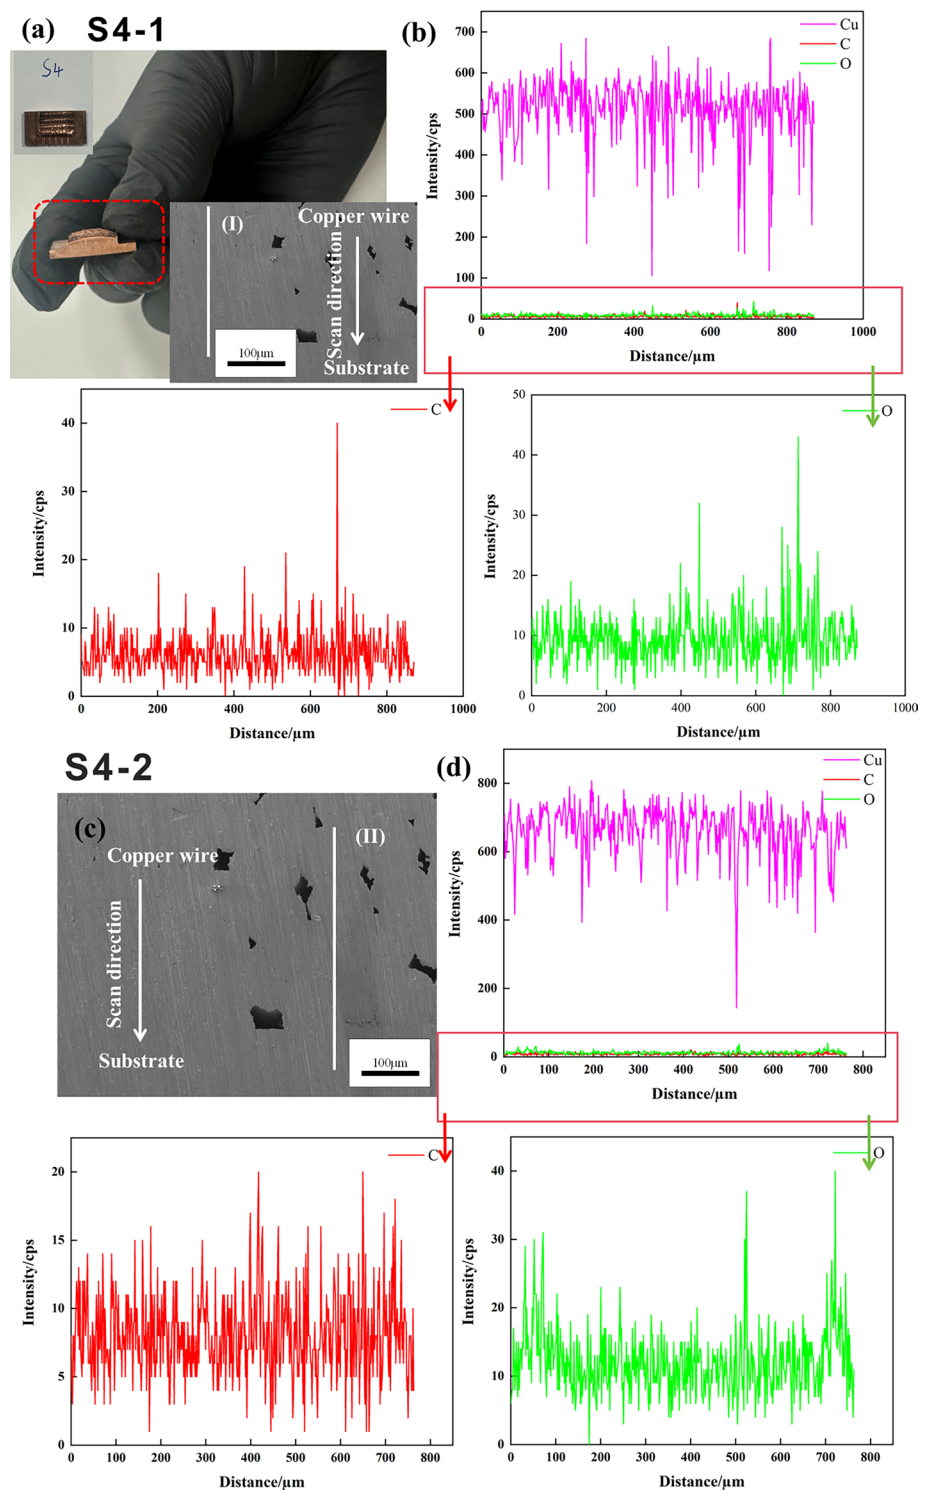 (a) S4-1
S4
(I)
Copper wire
Scan direction
Substrate
100μm
(b)
Cu
C
O
700
600
500
400
300
200
100
0
0 200 400 600 800 1000
Intensity/cps
Distance/μm
C
40
30
20
10
0
0 200 400 600 800 1000
Intensity/cps
Distance/μm
O
50
40
30
20
10
0
0 200 400 600 800 1000
Intensity/cps
Distance/μm
S4-2
(c)
Copper wire
Scan direction
Substrate
(II)
100μm
(d)
Cu
C
O
800
600
400
200
0
0 100 200 300 400 500 600 700 800
Intensity/cps
Distance/μm
C
20
15
10
5
0
0 100 200 300 400 500 600 700 800
Intensity/cps
Distance/μm
O
40
30
20
10
0
0 100 200 300 400 500 600 700 800
Intensity/cps
Distance/μm